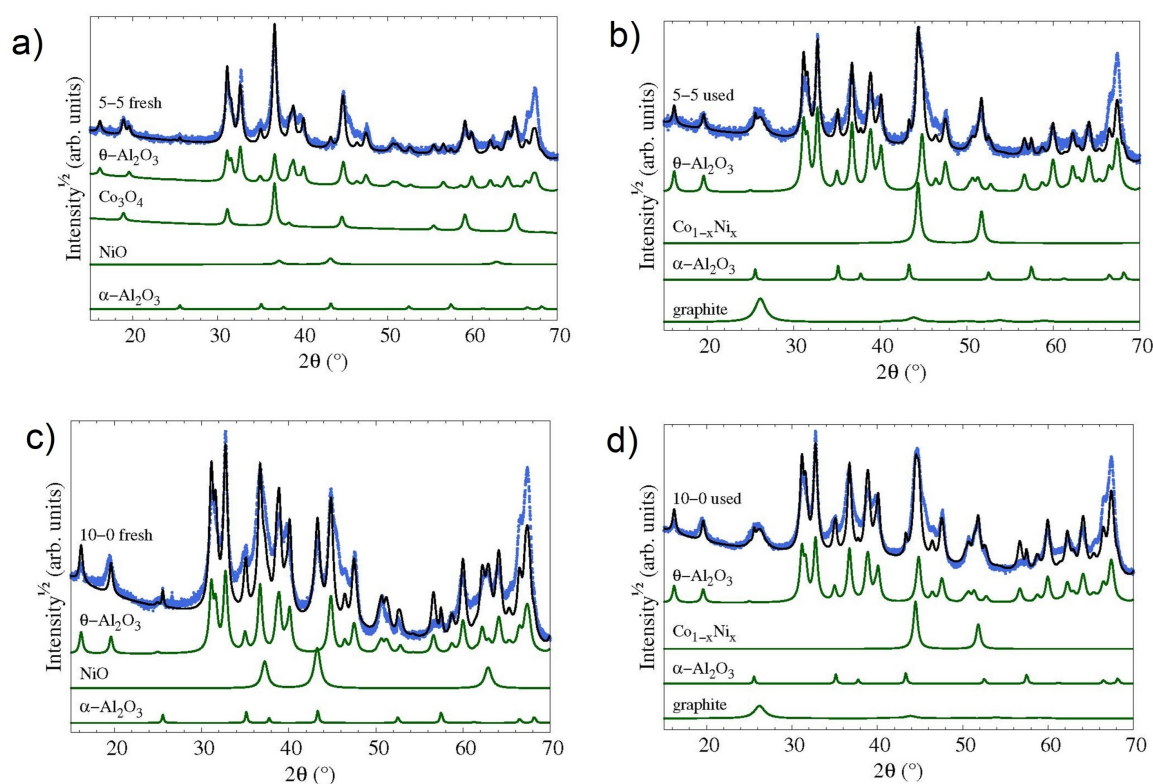 a)
Intensity½ (arb. units)
5–5 fresh
θ–Al₂O₃
Co₃O₄
NiO
α–Al₂O₃
20 30 40 50 60 70
2θ (°)
b)
Intensity½ (arb. units)
5–5 used
θ–Al₂O₃
Co₁₋ₓNiₓ
α–Al₂O₃
graphite
20 30 40 50 60 70
2θ (°)
c)
Intensity½ (arb. units)
10–0 fresh
θ–Al₂O₃
NiO
α–Al₂O₃
20 30 40 50 60 70
2θ (°)
d)
Intensity½ (arb. units)
10–0 used
θ–Al₂O₃
Co₁₋ₓNiₓ
α–Al₂O₃
graphite
20 30 40 50 60 70
2θ (°)